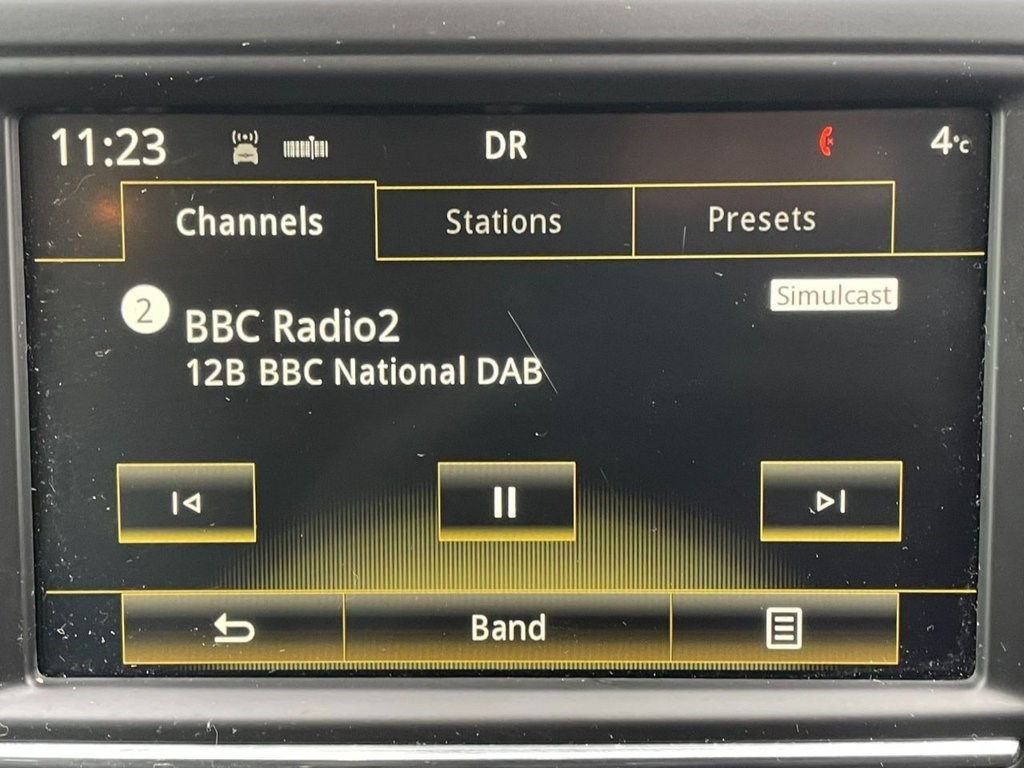 11:23 DR 4°C
Channels Stations Presets
Simulcast
2 BBC Radio2
12B BBC National DAB
Band